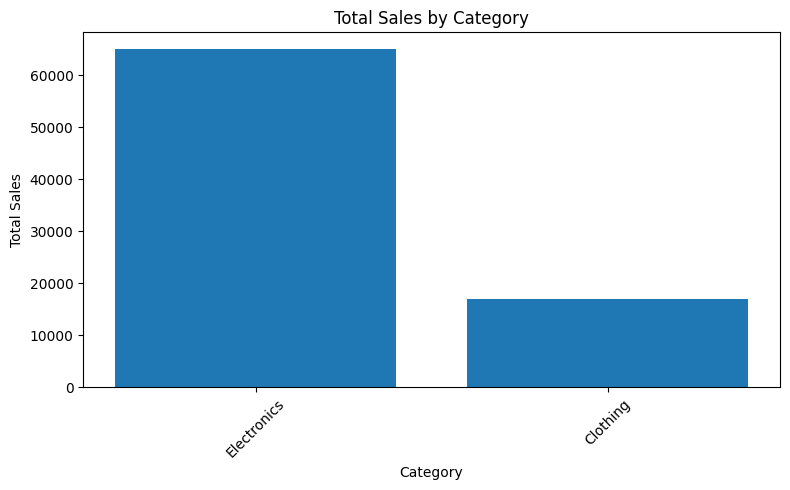 Total Sales by Category
Total Sales
60000
50000
40000
30000
20000
10000
0
Electronics
Clothing
Category